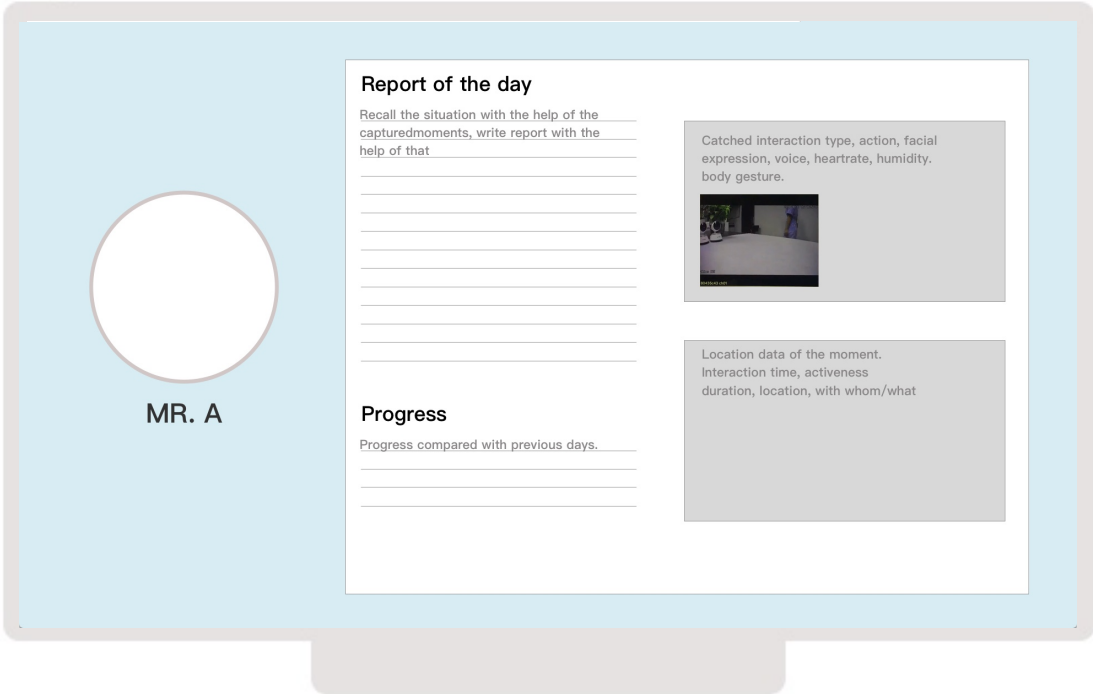 MR. A
Report of the day
Recall the situation with the help of the
capturedmoments, write report with the
help of that
Progress
Progress compared with previous days.
Catched interaction type, action, facial
expression, voice, heartrate, humidity.
body gesture.
Location data of the moment.
Interaction time, activeness
duration, location, with whom/what